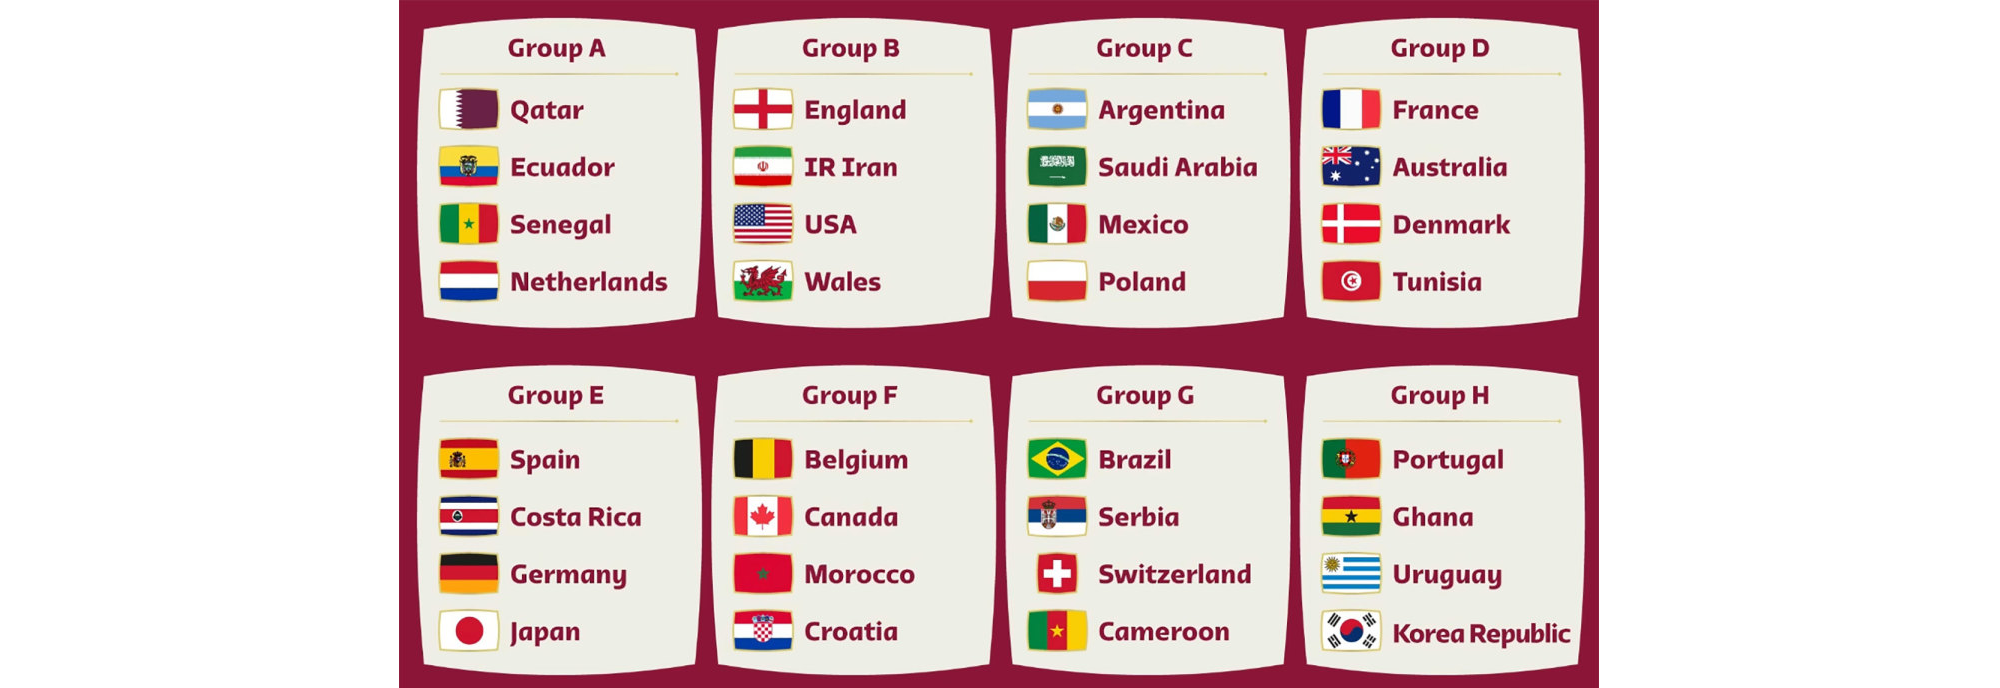 Group A
Qatar
Ecuador
Senegal
Netherlands
Group B
England
IR Iran
USA
Wales
Group C
Argentina
Saudi Arabia
Mexico
Poland
Group D
France
Australia
Denmark
Tunisia
Group E
Spain
Costa Rica
Germany
Japan
Group F
Belgium
Canada
Morocco
Croatia
Group G
Brazil
Serbia
Switzerland
Cameroon
Group H
Portugal
Ghana
Uruguay
Korea Republic